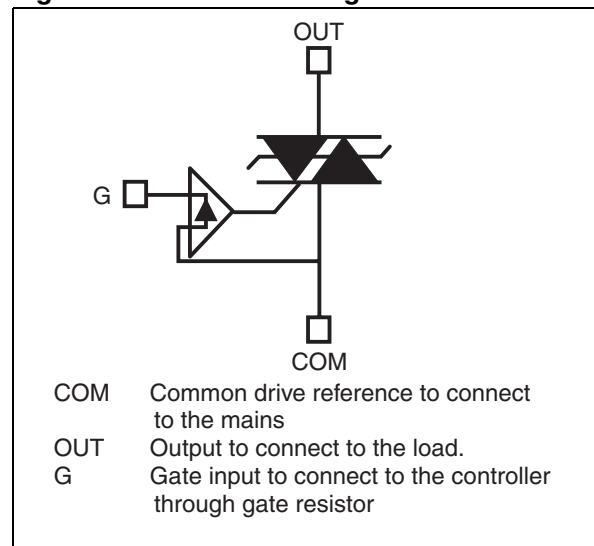 OUT
G
COM
COM Common drive reference to connect
to the mains
OUT Output to connect to the load.
G Gate input to connect to the controller
through gate resistor